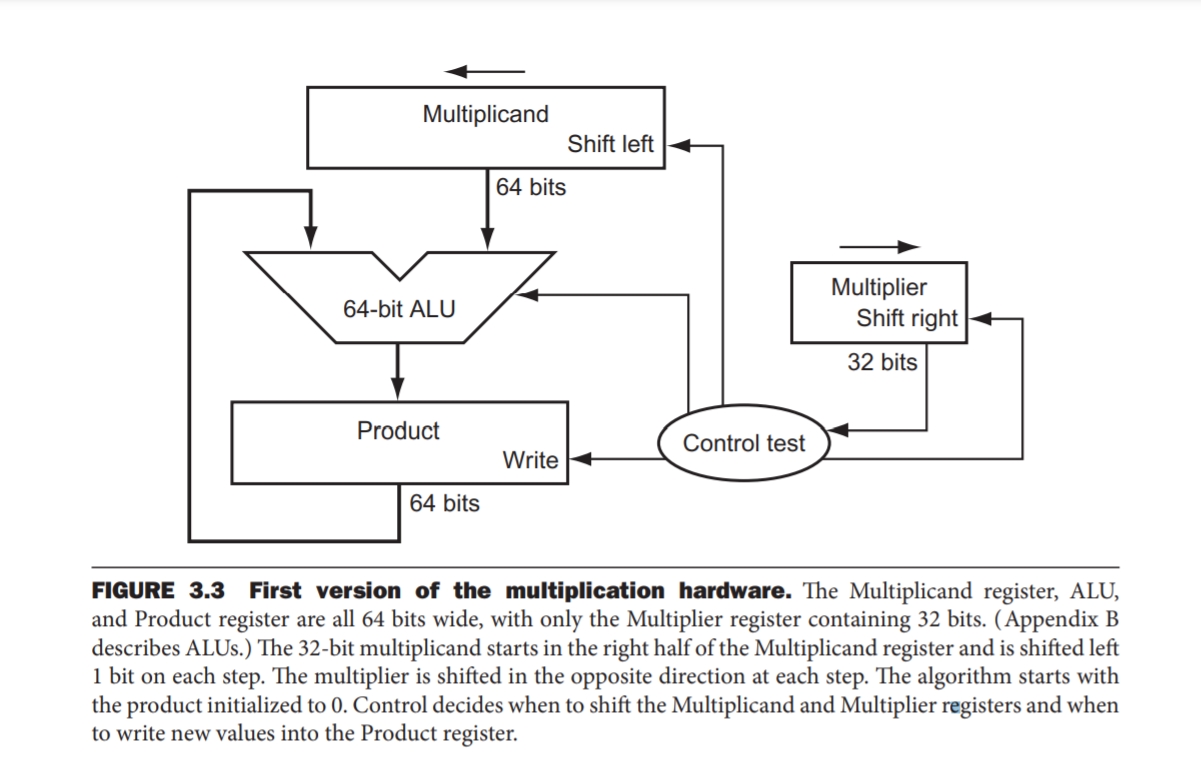 Multiplicand
Shift left
64 bits
64-bit ALU
Multiplier
Shift right
32 bits
Product
Write
Control test
64 bits
FIGURE 3.3 First version of the multiplication hardware. The Multiplicand register, ALU,
and Product register are all 64 bits wide, with only the Multiplier register containing 32 bits. (Appendix B
describes ALUs.) The 32-bit multiplicand starts in the right half of the Multiplicand register and is shifted left
1 bit on each step. The multiplier is shifted in the opposite direction at each step. The algorithm starts with
the product initialized to 0. Control decides when to shift the Multiplicand and Multiplier registers and when
to write new values into the Product register.